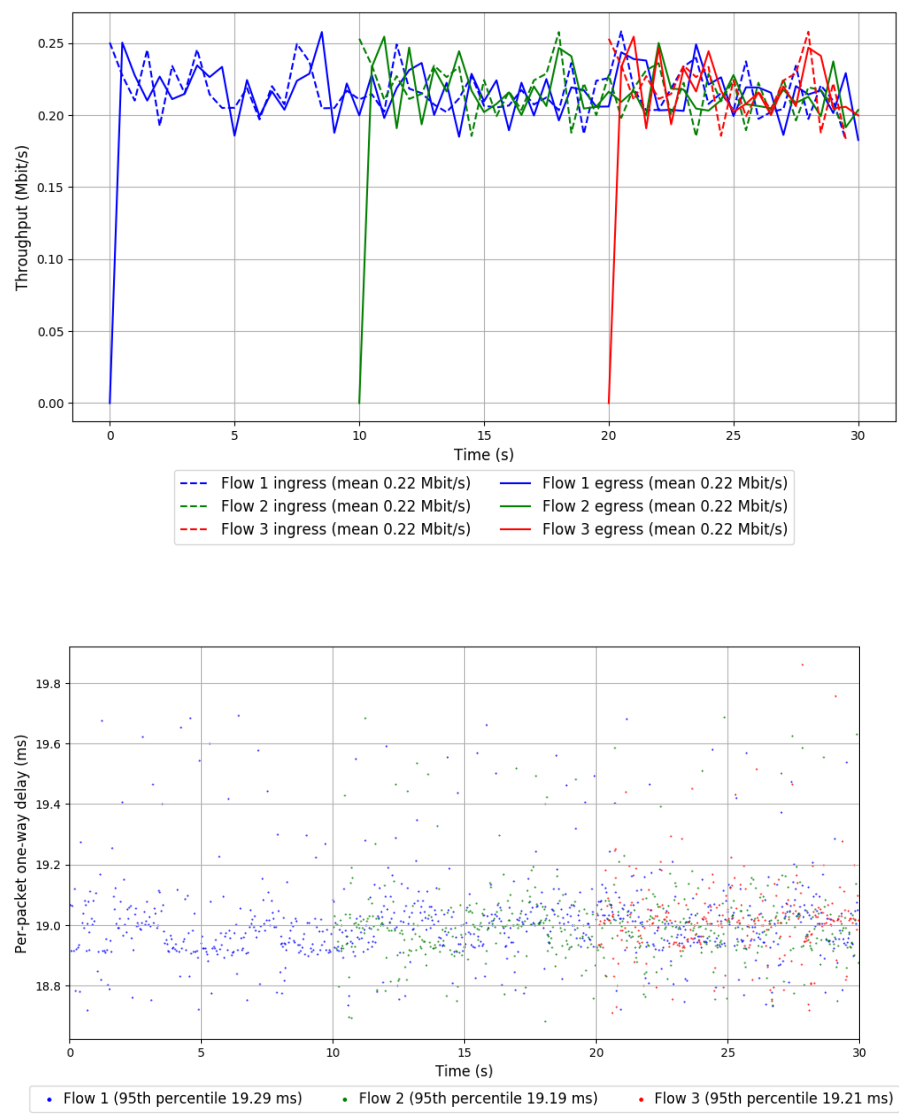 0.25
0.20
0.15
0.10
0.05
0.00
Throughput (Mbit/s)
0 5 10 15 20 25 30
Time (s)
Flow 1 ingress (mean 0.22 Mbit/s) Flow 1 egress (mean 0.22 Mbit/s)
Flow 2 ingress (mean 0.22 Mbit/s) Flow 2 egress (mean 0.22 Mbit/s)
Flow 3 ingress (mean 0.22 Mbit/s) Flow 3 egress (mean 0.22 Mbit/s)
19.8
19.6
19.4
19.2
19.0
18.8
Per-packet one-way delay (ms)
0 5 10 15 20 25 30
Time (s)
Flow 1 (95th percentile 19.29 ms) Flow 2 (95th percentile 19.19 ms) Flow 3 (95th percentile 19.21 ms)